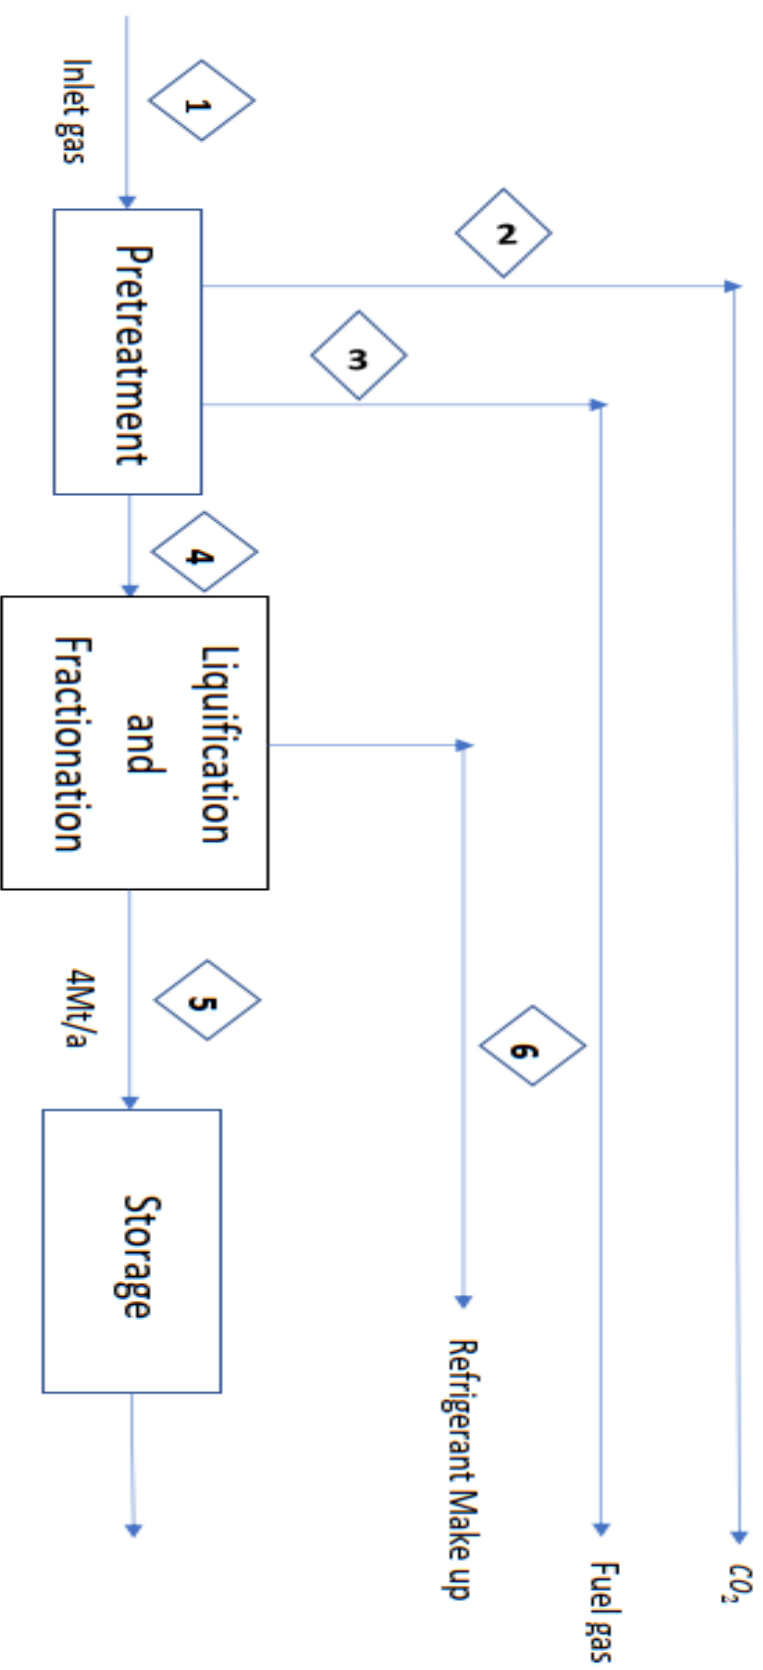 CO2
Fuel gas
Refrigerant Make up
2
3
6
1
4
5
Inlet gas
Pretreatment
Liquification
and
Fractionation
4Mt/a
Storage